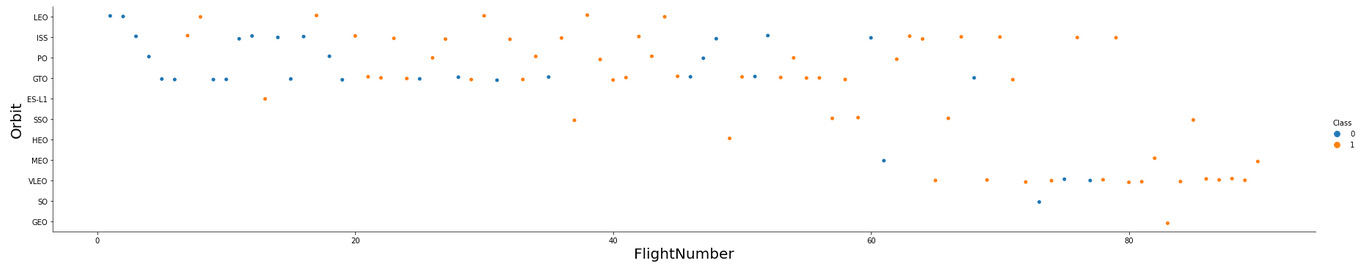 LEO
ISS
PO
GTO
ES-L1
SSO
HEO
MEO
VLEO
SO
GEO
Orbit
0 20 40 60 80
FlightNumber
Class
0
1